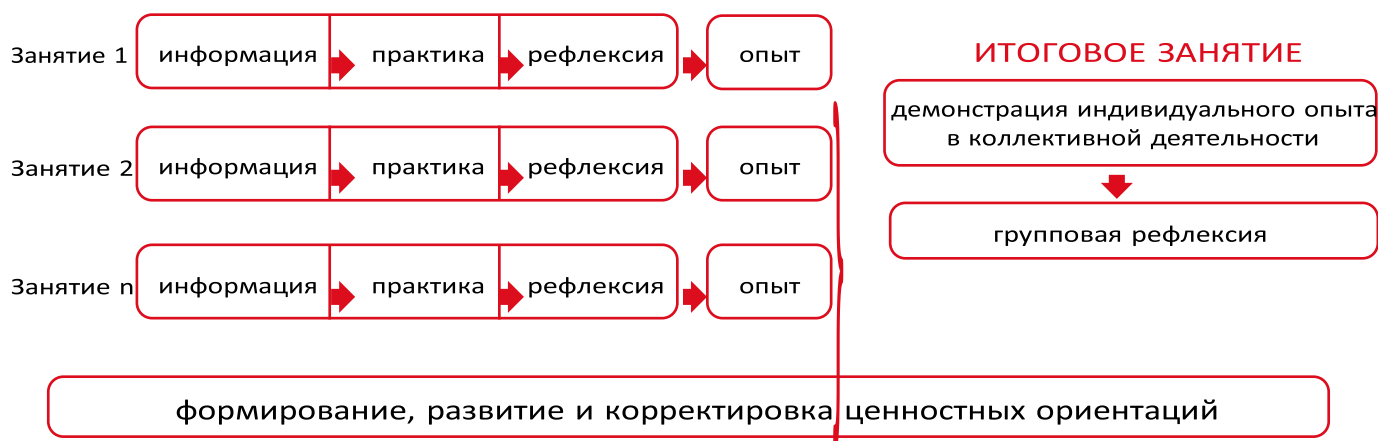 Занятие 1 информация практика рефлексия опыт
Занятие 2 информация практика рефлексия опыт
Занятие n информация практика рефлексия опыт
ИТОГОВОЕ ЗАНЯТИЕ
демонстрация индивидуального опыта
в коллективной деятельности
групповая рефлексия
формирование, развитие и корректировка ценностных ориентаций